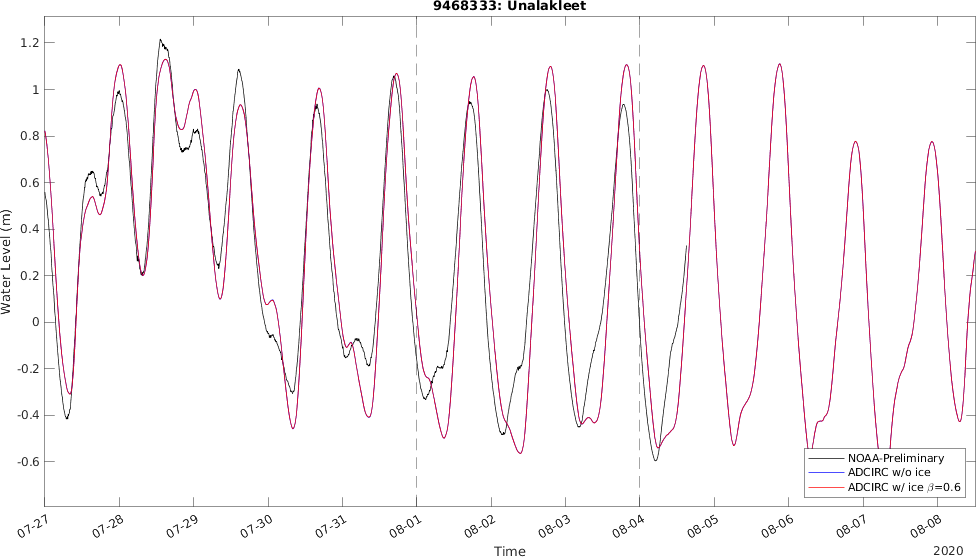 9468333: Unalakleet
Water Level (m)
1.2
1
0.8
0.6
0.4
0.2
0
-0.2
-0.4
-0.6
NOAA-Preliminary
ADCIRC w/o ice
ADCIRC w/ ice β=0.6
07-27 07-28 07-29 07-30 07-31 08-01 08-02 08-03 08-04 08-05 08-06 08-07 08-08
Time
2020